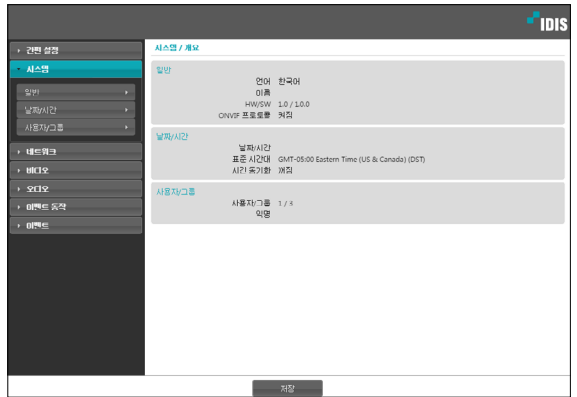 IDIS
간편 설정
시스템
일반
날짜/시간
사용자/그룹
네트워크
비디오
오디오
이벤트 동작
이벤트
시스템 / 개요
일반
언어 한국어
이름
HW/SW 1.0 / 1.0.0
ONVIF 프로토콜 켜짐
날짜/시간
날짜/시간
표준 시간대 GMT-05:00 Eastern Time (US & Canada) (DST)
시간 동기화 꺼짐
사용자/그룹
사용자/그룹 1 / 3
익명
저장